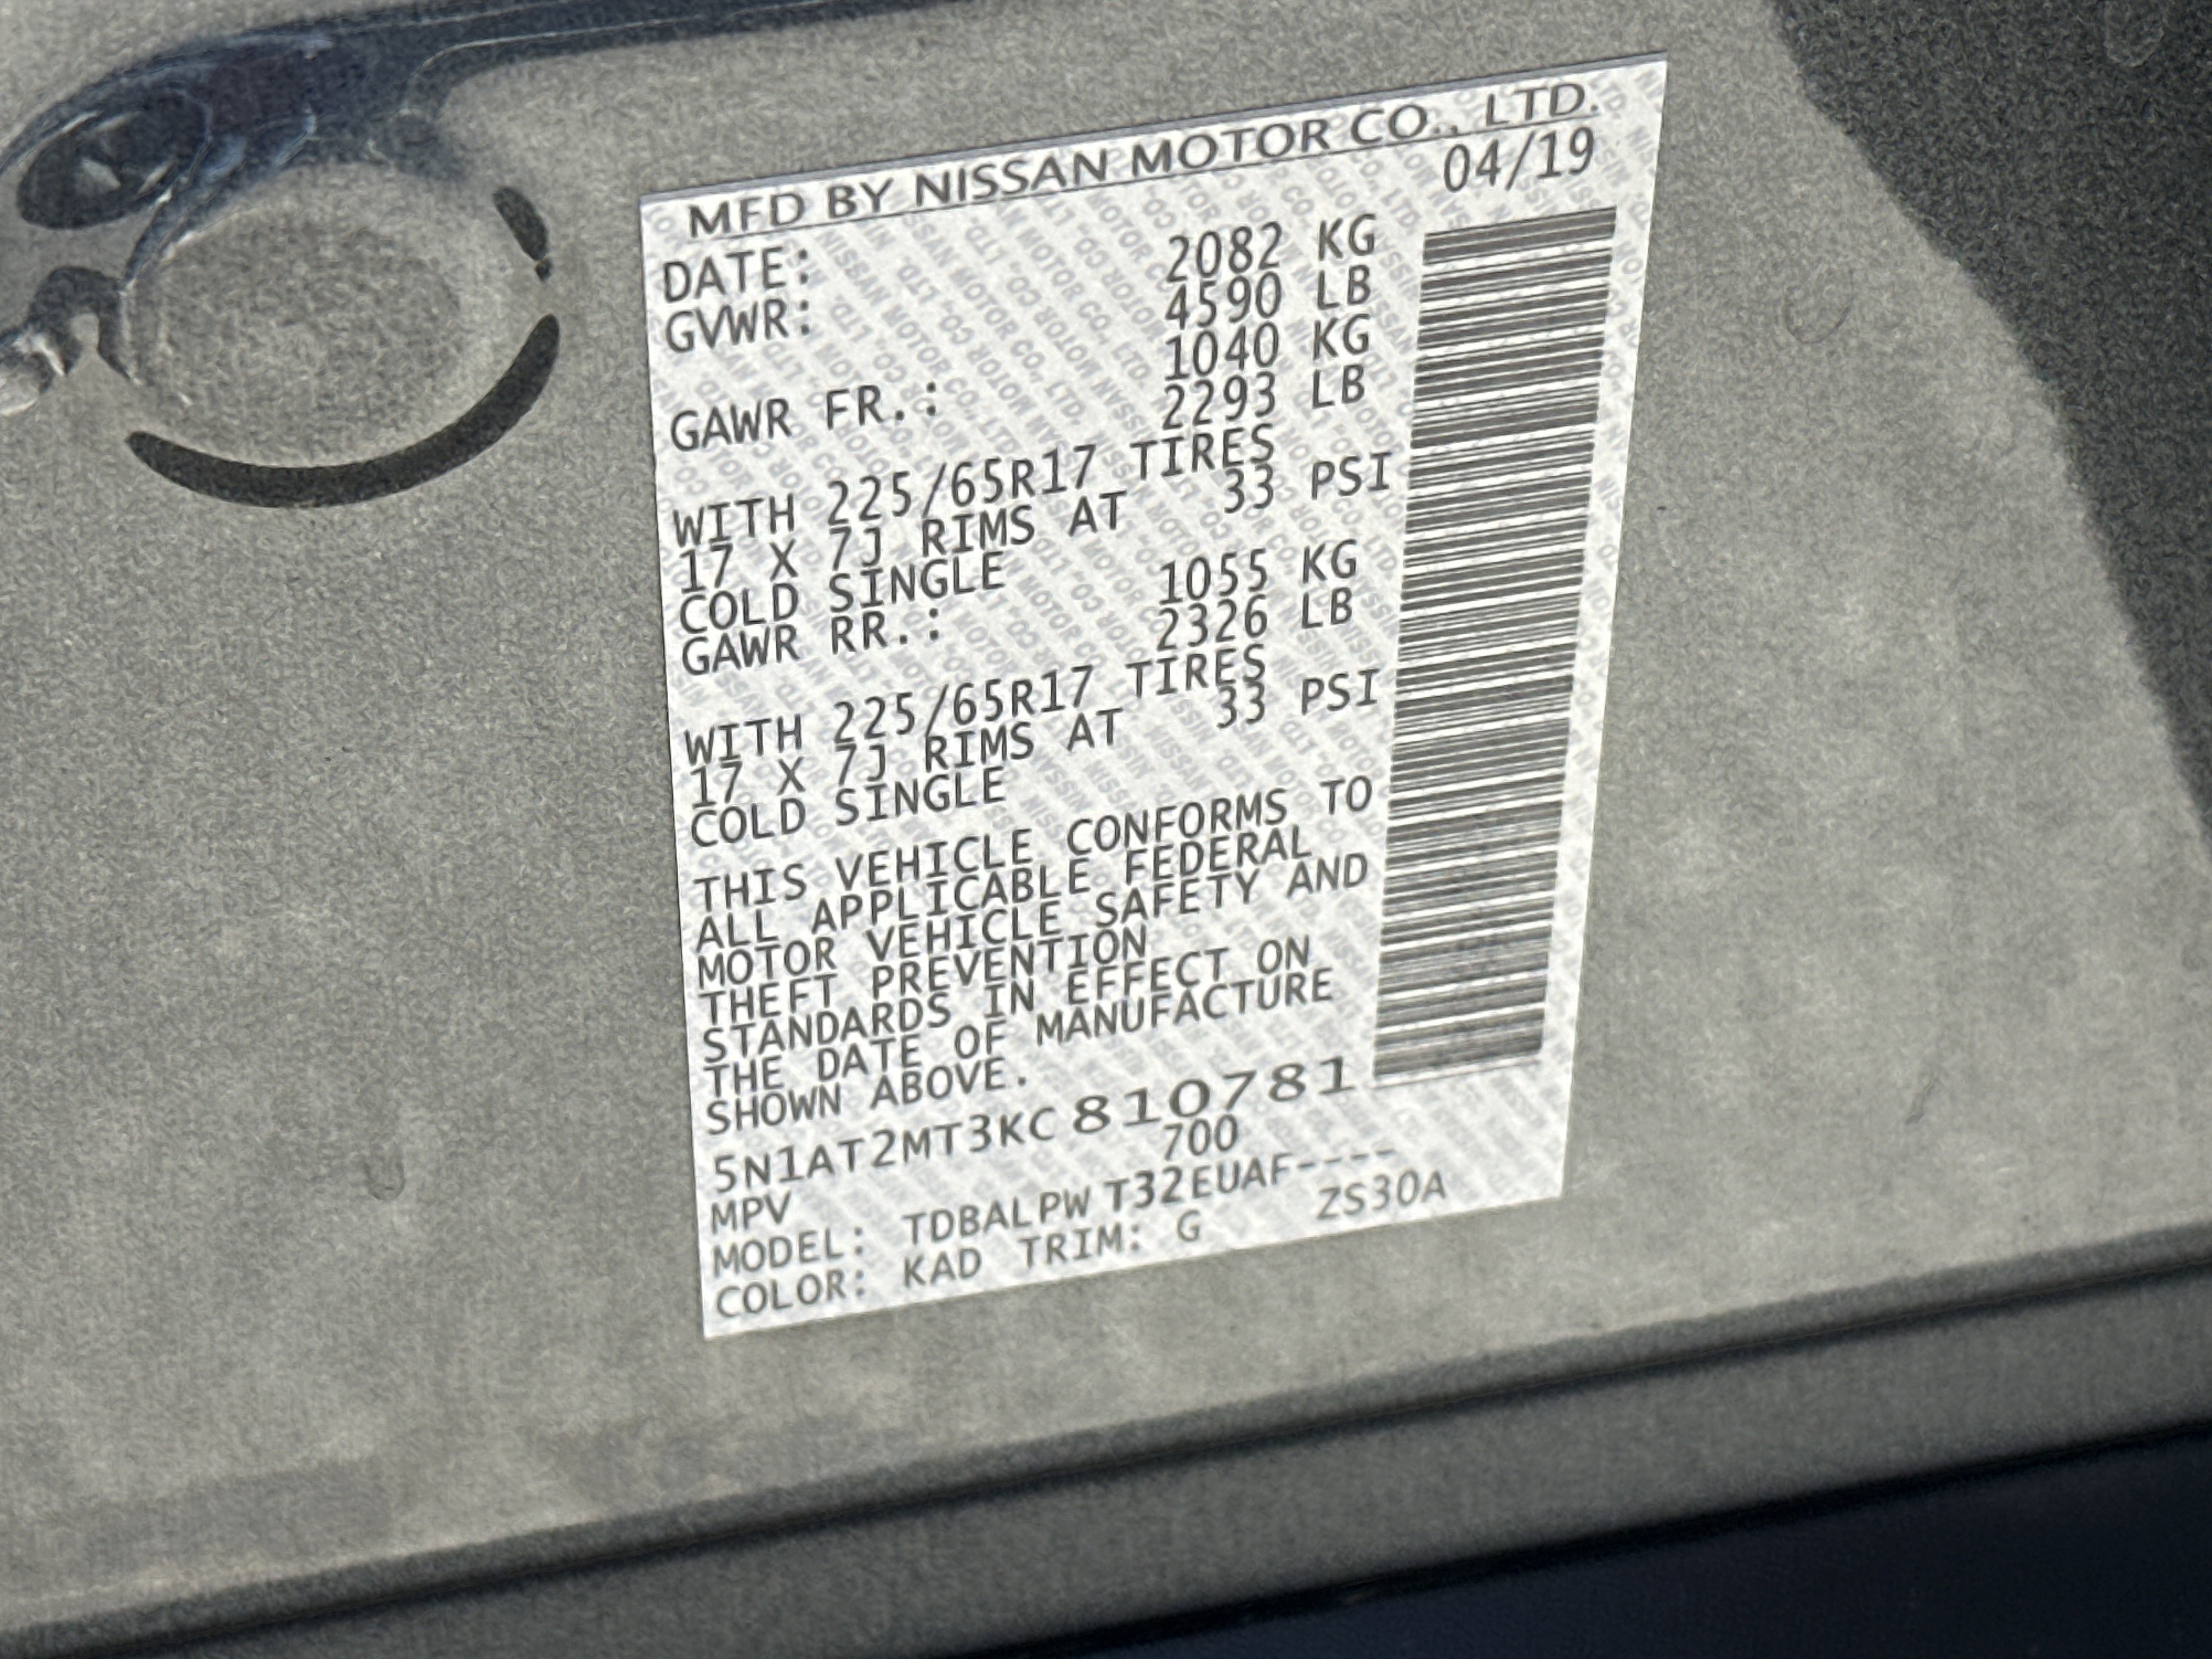 MFD BY NISSAN MOTOR CO., LTD.
DATE: 04/19
GVWR: 2082 KG
4590 LB
GAWR FR.: 1040 KG
2293 LB
WITH 225/65R17 TIRES
17 X 7J RIMS AT 33 PSI
COLD SINGLE
GAWR RR.: 1055 KG
2326 LB
WITH 225/65R17 TIRES
17 X 7J RIMS AT 33 PSI
COLD SINGLE
THIS VEHICLE CONFORMS TO
ALL APPLICABLE FEDERAL
MOTOR VEHICLE SAFETY AND
THEFT PREVENTION
STANDARDS IN EFFECT ON
THE DATE OF MANUFACTURE
SHOWN ABOVE.
5N1AT2MT3KC 810781
MPV 700
MODEL: TDBALPW T32EUAF----
COLOR: KAD TRIM: G ZS30A